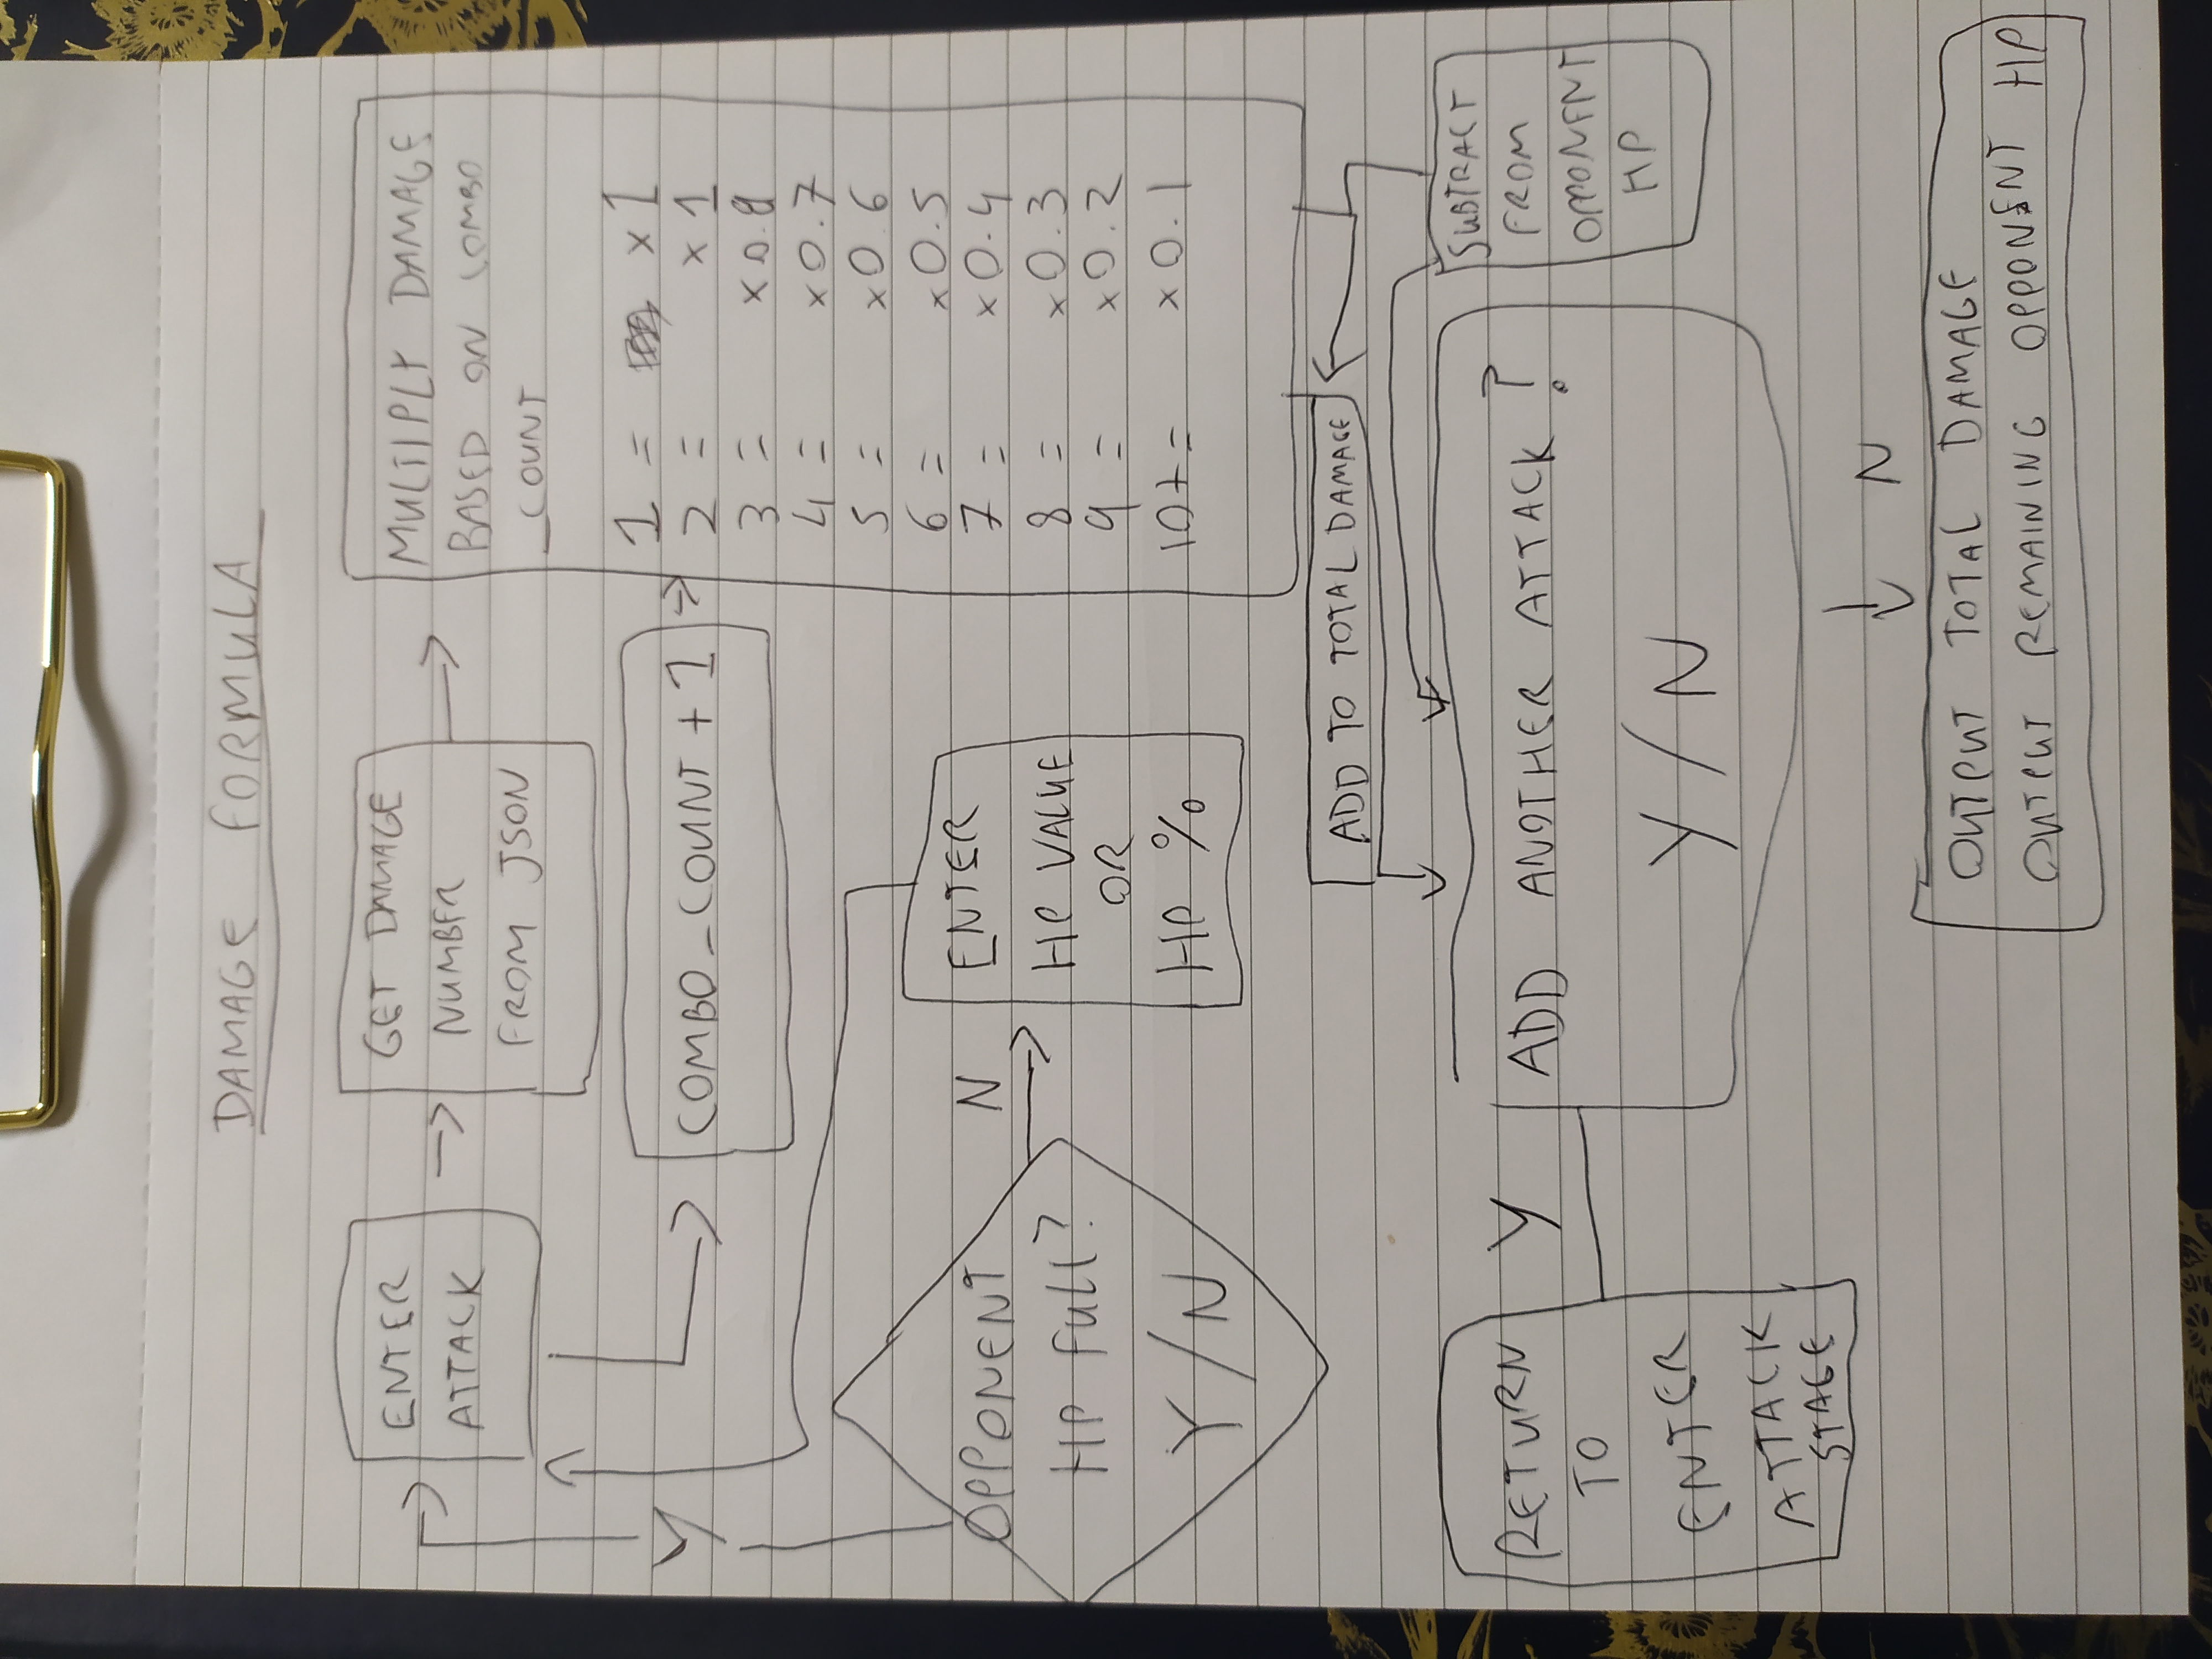 DAMAGE FORMULA
ENTER
ATTACK
GET DAMAGE
NUMBER
FROM JSON
MULTIPLY DAMAGE
BASED ON COMBO
_COUNT
1 = x 1
2 = x 1
3 = x 0.8
4 = x 0.7
5 = x 0.6
6 = x 0.5
7 = x 0.4
8 = x 0.3
9 = x 0.2
10+ = x 0.1
COMBO_COUNT + 1
Y
OPPONENT
HP FULL?
Y/N
N
ENTER
HP VALUE
OR
HP %
ADD TO TOTAL DAMAGE
SUBTRACT
FROM
OPPONENT
HP
ADD ANOTHER ATTACK?
Y/N
Y
RETURN
TO
ENTER
ATTACK
STAGE
N
OUTPUT TOTAL DAMAGE
OUTPUT REMAINING OPPONENT HP